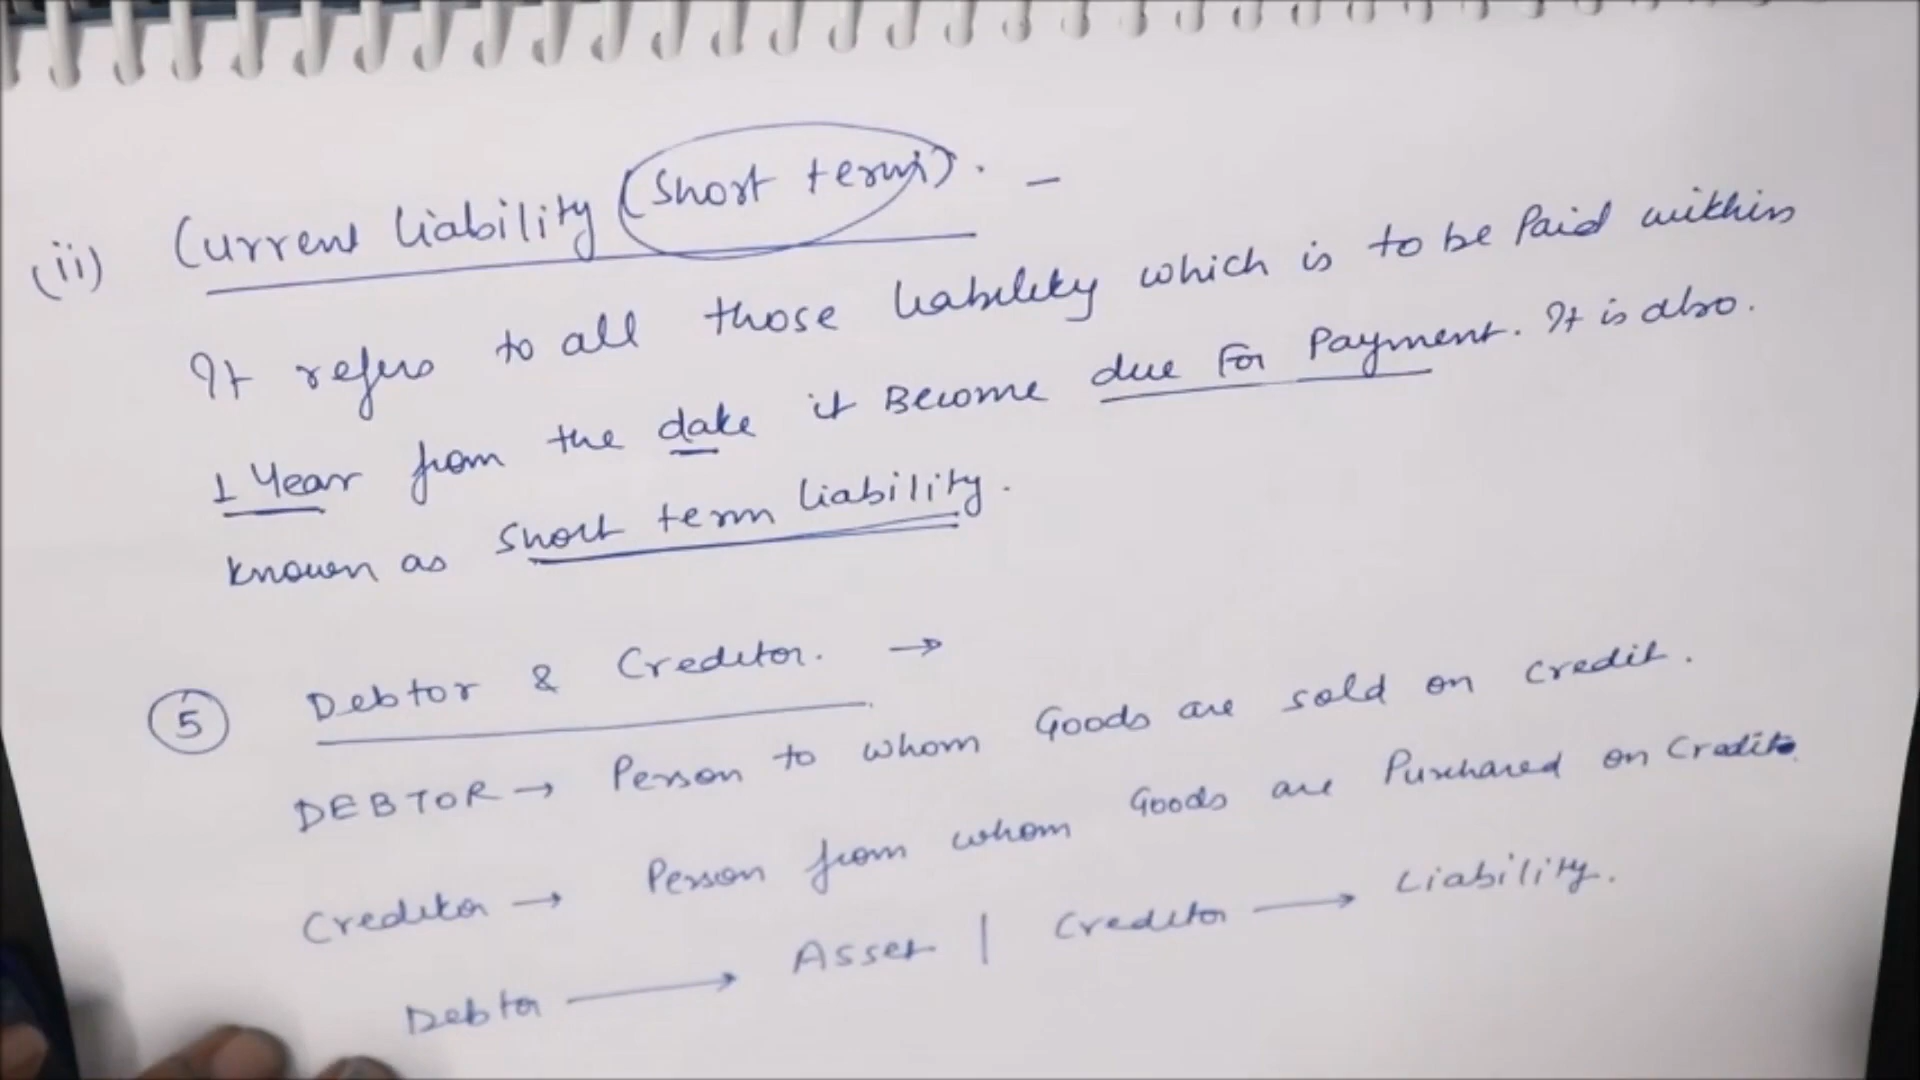 (ii) Current liability (Short term). -
It refers to all those liability which is to be Paid within
1 Year from the date it Become due For Payment. It is also.
known as Short term liability.
5 Debtor & Creditor. →
DEBTOR → Person to whom Goods are sold on credit.
Creditor → Person from whom Goods are Purchased on Credit.
Debtor → Asset | Creditor → Liability.